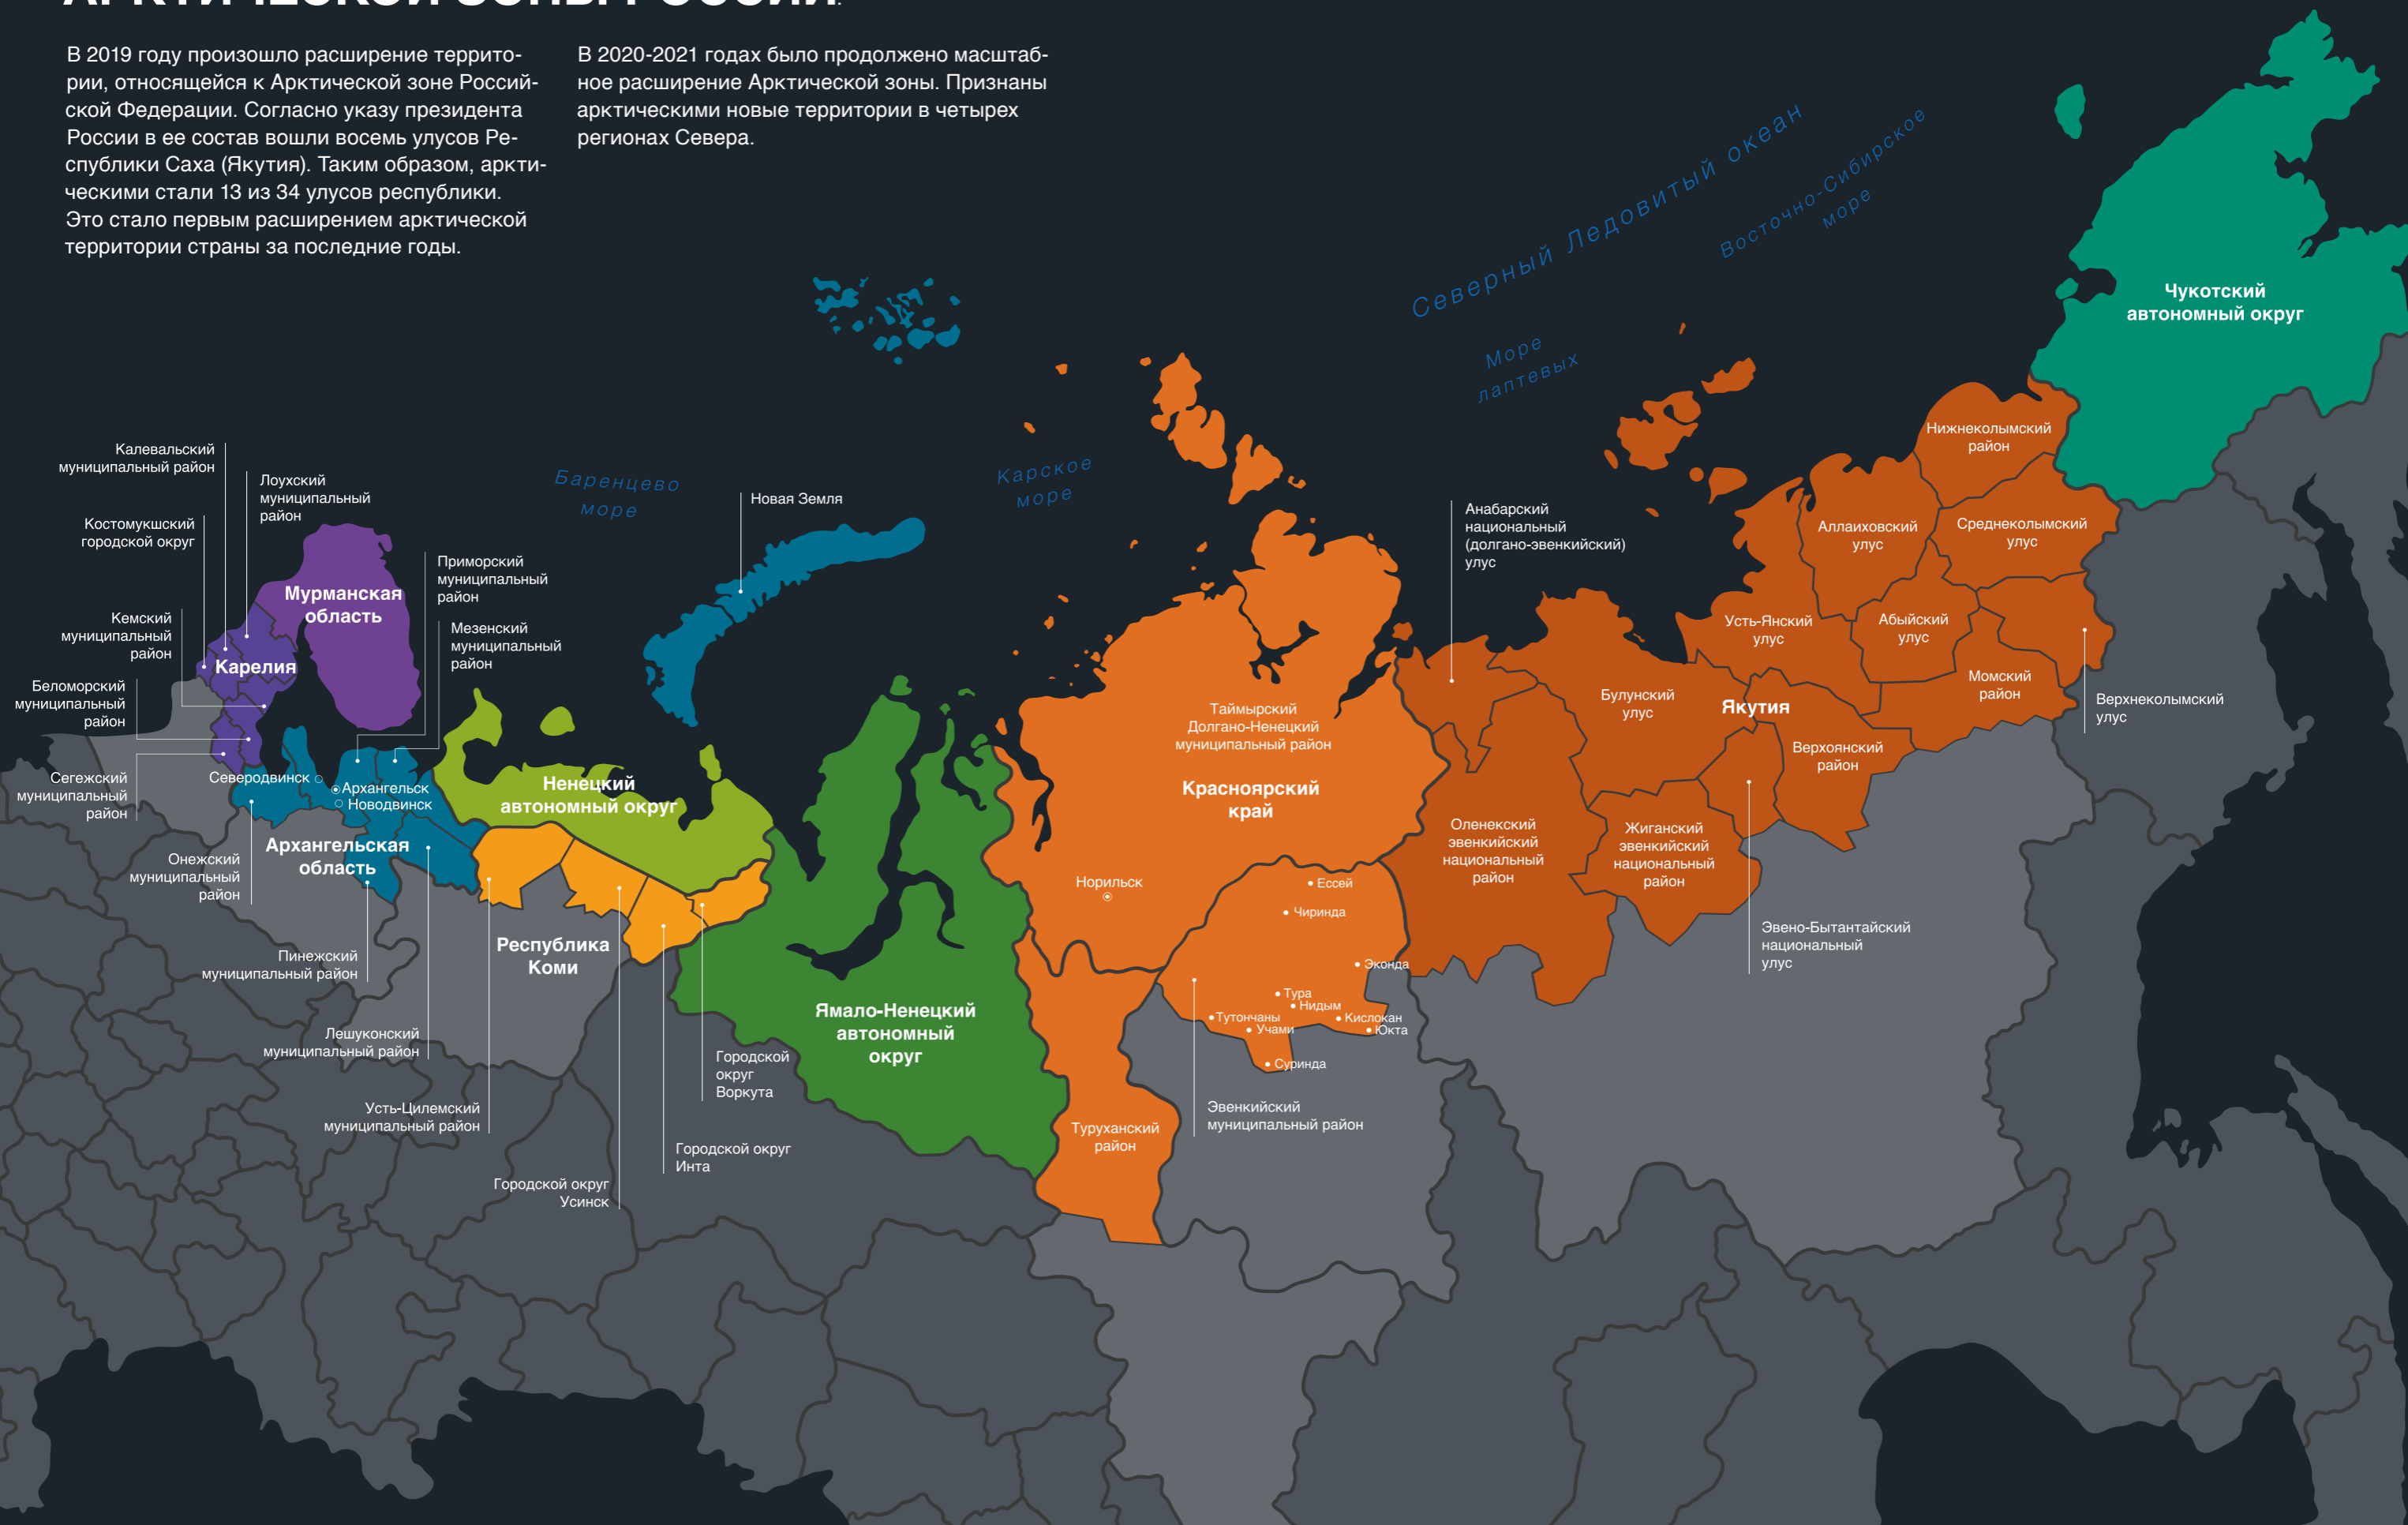 АРКТИЧЕСКОЙ ЗОНЫ РОССИИ.
В 2019 году произошло расширение террито-
рии, относящейся к Арктической зоне Россий-
ской Федерации. Согласно указу президента
России в ее состав вошли восемь улусов Ре-
спублики Саха (Якутия). Таким образом, аркти-
ческими стали 13 из 34 улусов республики.
Это стало первым расширением арктической
территории страны за последние годы.
В 2020-2021 годах было продолжено масштаб-
ное расширение Арктической зоны. Признаны
арктическими новые территории в четырех
регионах Севера.
Северный Ледовитый океан
Восточно-Сибирское
море
Море
лаптевых
Карское
море
Баренцево
море
Чукотский
автономный округ
Калевальский
муниципальный район
Лоухский
муниципальный
район
Костомукшский
городской округ
Кемский
муниципальный
район
Беломорский
муниципальный
район
Сегежский
муниципальный
район
Мурманская
область
Карелия
Приморский
муниципальный
район
Мезенский
муниципальный
район
Новая Земля
Северодвинск
Архангельск
Новодвинск
Онежский
муниципальный
район
Архангельская
область
Пинежский
муниципальный район
Лешуконский
муниципальный район
Ненецкий
автономный округ
Республика
Коми
Усть-Цилемский
муниципальный район
Городской округ
Усинск
Городской округ
Инта
Городской
округ
Воркута
Ямало-Ненецкий
автономный
округ
Таймырский
Долгано-Ненецкий
муниципальный район
Красноярский
край
Норильск
Ессей
Чиринда
Эконда
Тура
Нидым
Тутончаны
Учами
Кислокан
Юкта
Суринда
Эвенкийский
муниципальный район
Туруханский
район
Анабарский
национальный
(долгано-эвенкийский)
улус
Оленекский
эвенкийский
национальный
район
Жиганский
эвенкийский
национальный
район
Булунский
улус
Якутия
Усть-Янский
улус
Верхоянский
район
Эвено-Бытантайский
национальный
улус
Аллаиховский
улус
Абыйский
улус
Момский
район
Нижнеколымский
район
Среднеколымский
улус
Верхнеколымский
улус